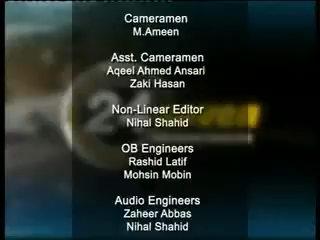 Cameramen
M.Ameen
Asst. Cameramen
Aqeel Ahmed Ansari
Zaki Hasan
Non-Linear Editor
Nihal Shahid
OB Engineers
Rashid Latif
Mohsin Mobin
Audio Engineers
Zaheer Abbas
Nihal Shahid
24